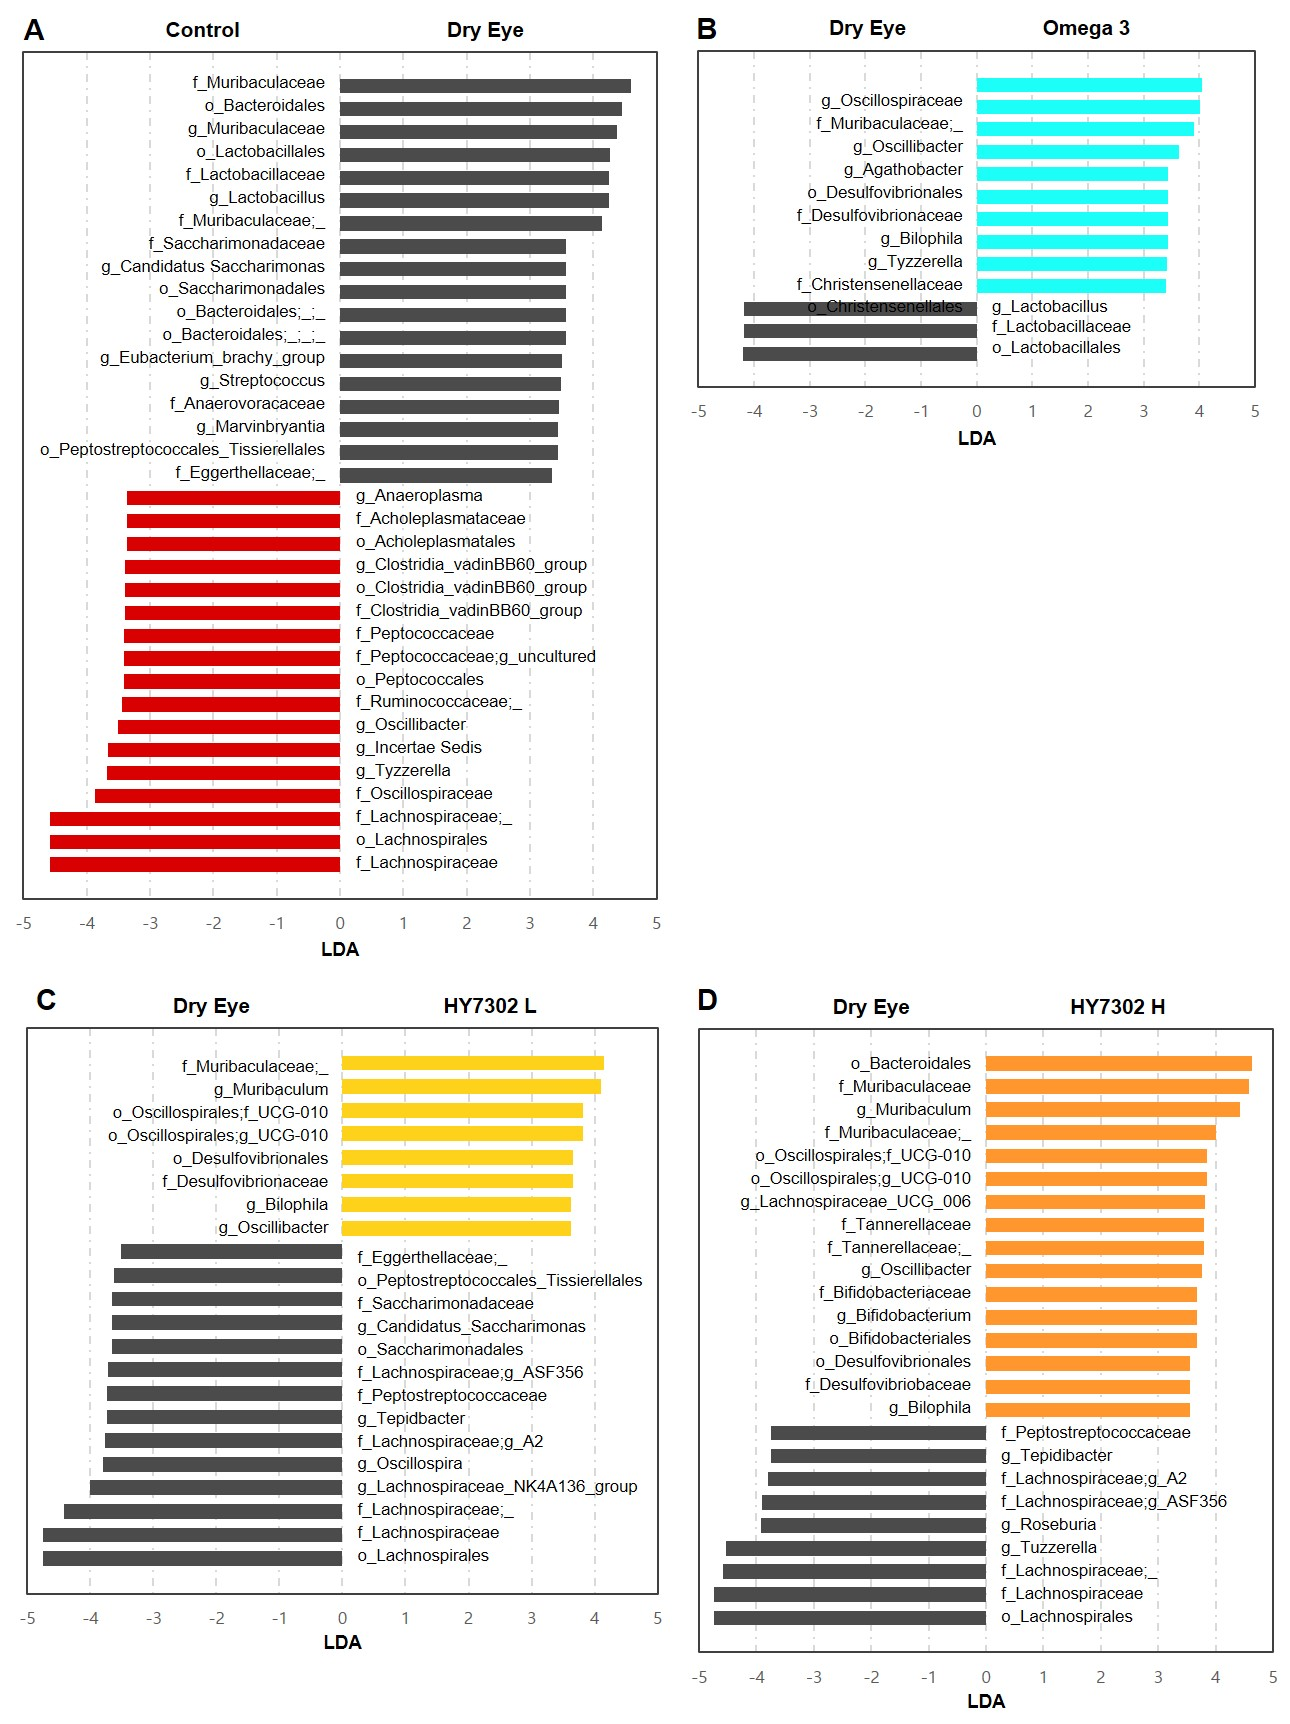 A
Control Dry Eye
f_Muribaculaceae
o_Bacteroidales
g_Muribaculaceae
o_Lactobacillales
f_Lactobacillaceae
g_Lactobacillus
f_Muribaculaceae;_
f_Saccharimonadaceae
g_Candidatus Saccharimonas
o_Saccharimonadales
o_Bacteroidales;_;_
o_Bacteroidales;_;_;_
g_Eubacterium_brachy_group
g_Streptococcus
f_Anaerovoracaceae
g_Marvinbryantia
o_Peptostreptococcales_Tissierellales
f_Eggerthellaceae;_
g_Anaeroplasma
f_Acholeplasmataceae
o_Acholeplasmatales
g_Clostridia_vadinBB60_group
o_Clostridia_vadinBB60_group
f_Clostridia_vadinBB60_group
f_Peptococcaceae
f_Peptococcaceae;g_uncultured
o_Peptococcales
f_Ruminococcaceae;_
g_Oscillibacter
g_Incertae Sedis
g_Tyzzerella
f_Oscillospiraceae
f_Lachnospiraceae;_
o_Lachnospirales
f_Lachnospiraceae
-5 -4 -3 -2 -1 0 1 2 3 4 5
LDA
B
Dry Eye Omega 3
g_Oscillospiraceae
f_Muribaculaceae;_
g_Oscillibacter
g_Agathobacter
o_Desulfovibrionales
f_Desulfovibrionaceae
g_Bilophila
g_Tyzzerella
f_Christensenellaceae
o_Christensenellales g_Lactobacillus
f_Lactobacillaceae
o_Lactobacillales
-5 -4 -3 -2 -1 0 1 2 3 4 5
LDA
C
Dry Eye HY7302 L
f_Muribaculaceae;_
g_Muribaculum
o_Oscillospirales;f_UCG-010
o_Oscillospirales;g_UCG-010
o_Desulfovibrionales
f_Desulfovibrionaceae
g_Bilophila
g_Oscillibacter
f_Eggerthellaceae;_
o_Peptostreptococcales_Tissierellales
f_Saccharimonadaceae
g_Candidatus_Saccharimonas
o_Saccharimonadales
f_Lachnospiraceae;g_ASF356
f_Peptostreptococcaceae
g_Tepidbacter
f_Lachnospiraceae;g_A2
g_Oscillospira
g_Lachnospiraceae_NK4A136_group
f_Lachnospiraceae;_
f_Lachnospiraceae
o_Lachnospirales
-5 -4 -3 -2 -1 0 1 2 3 4 5
LDA
D
Dry Eye HY7302 H
o_Bacteroidales
f_Muribaculaceae
g_Muribaculum
f_Muribaculaceae;_
o_Oscillospirales;f_UCG-010
o_Oscillospirales;g_UCG-010
g_Lachnospiraceae_UCG_006
f_Tannerellaceae
f_Tannerellaceae;_
g_Oscillibacter
f_Bifidobacteriaceae
g_Bifidobacterium
o_Bifidobacteriales
o_Desulfovibrionales
f_Desulfovibriobaceae
g_Bilophila
f_Peptostreptococcaceae
g_Tepidibacter
f_Lachnospiraceae;g_A2
f_Lachnospiraceae;g_ASF356
g_Roseburia
g_Tuzzerella
f_Lachnospiraceae;_
f_Lachnospiraceae
o_Lachnospirales
-5 -4 -3 -2 -1 0 1 2 3 4 5
LDA